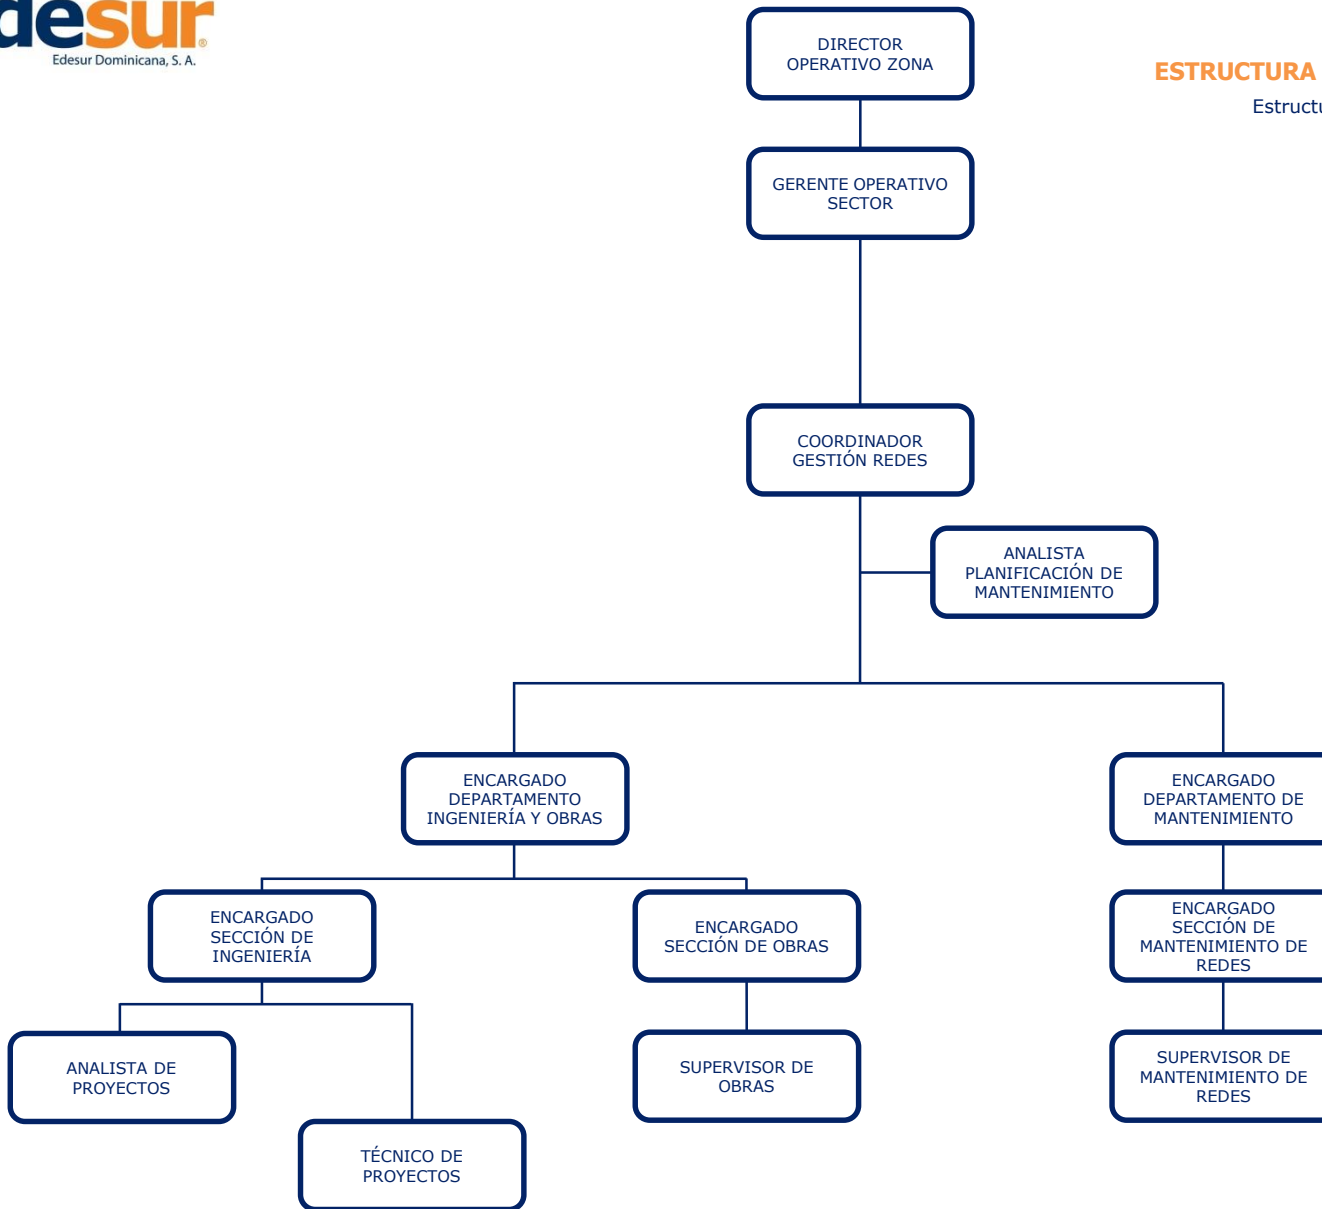 desur
Edesur Dominicana, S. A.
DIRECTOR
OPERATIVO ZONA
ESTRUCTURA
GERENTE OPERATIVO
SECTOR
COORDINADOR
GESTIÓN REDES
ANALISTA
PLANIFICACIÓN DE
MANTENIMIENTO
ENCARGADO
DEPARTAMENTO
INGENIERÍA Y OBRAS
ENCARGADO
DEPARTAMENTO DE
MANTENIMIENTO
ENCARGADO
SECCIÓN DE
INGENIERÍA
ENCARGADO
SECCIÓN DE OBRAS
ENCARGADO
SECCIÓN DE
MANTENIMIENTO DE
REDES
ANALISTA DE
PROYECTOS
SUPERVISOR DE
OBRAS
SUPERVISOR DE
MANTENIMIENTO DE
REDES
TÉCNICO DE
PROYECTOS